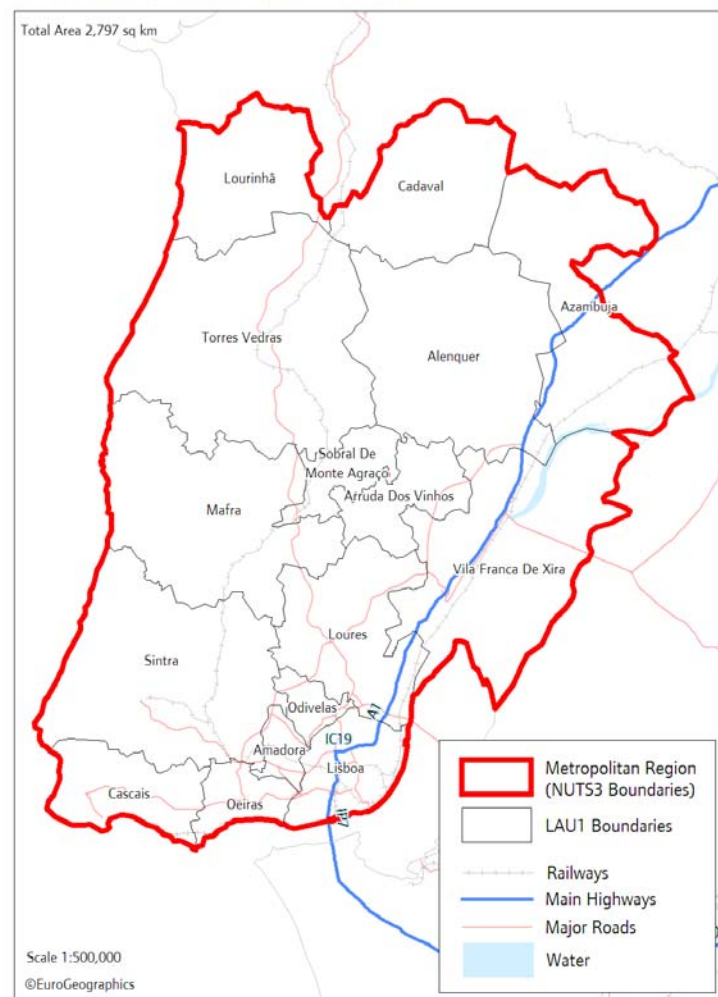 Total Area 2,797 sq km
Lourinhã
Cadaval
Azambuja
Torres Vedras
Alenquer
Sobral De
Monte Agraço
Arruda Dos Vinhos
Mafra
Vila Franca De Xira
Loures
Sintra
Odivelas
A1
IC19
Amadora
Lisboa
Cascais
Oeiras
IP7
Metropolitan Region
(NUTS3 Boundaries)
LAU1 Boundaries
Railways
Main Highways
Major Roads
Water
Scale 1:500,000
©EuroGeographics